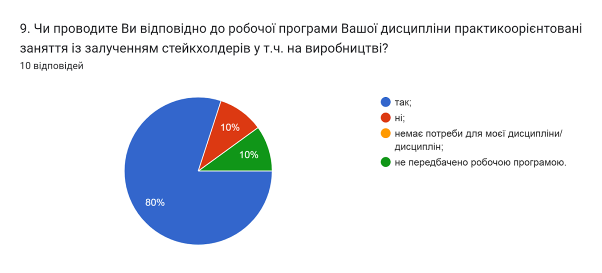 9. Чи проводите Ви відповідно до робочої програми Вашої дисципліни практикоорієнтовані
заняття із залученням стейкхолдерів у т.ч. на виробництві?
10 відповідей
так;
ні;
немає потреби для моєї дисципліни/
дисциплін;
не передбачено робочою програмою.
10%
10%
80%